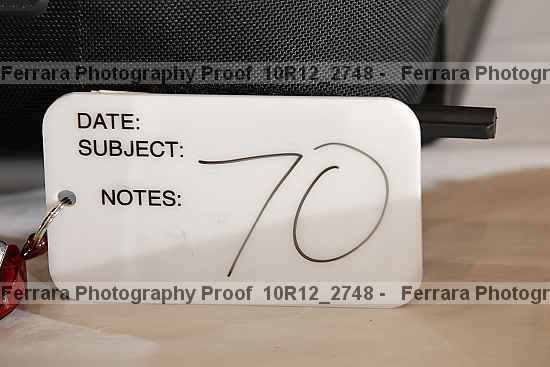 Ferrara Photography Proof 10R12_2748 - Ferrara Photogr
DATE:
SUBJECT:
70
NOTES:
Ferrara Photography Proof 10R12_2748 - Ferrara Photogr